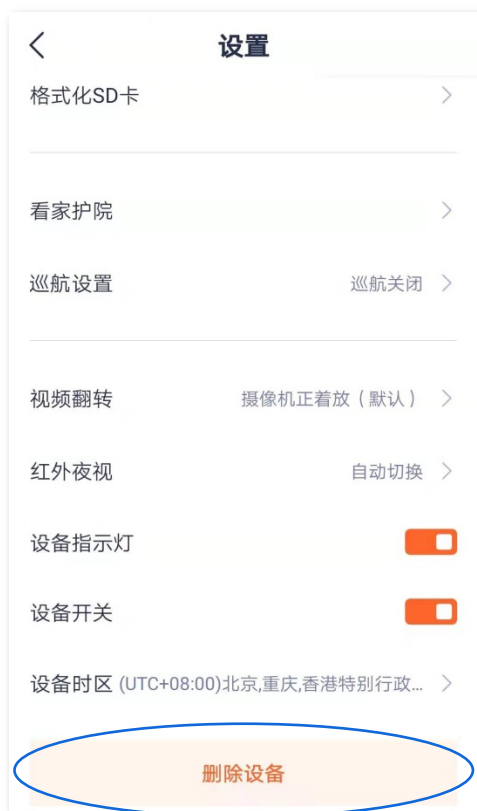 设置
格式化SD卡
看家护院
巡航设置 巡航关闭
视频翻转 摄像机正着放（默认）
红外夜视 自动切换
设备指示灯
设备开关
设备时区 (UTC+08:00)北京,重庆,香港特别行政...
删除设备